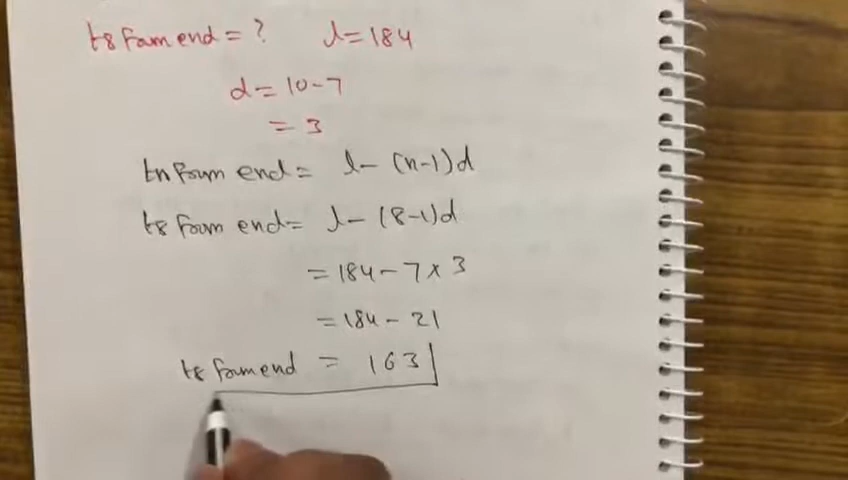 t8 from end = ? l = 184
d = 10 - 7
= 3
tn from end = l - (n-1)d
t8 from end = l - (8-1)d
= 184 - 7 x 3
= 184 - 21
t8 from end = 163